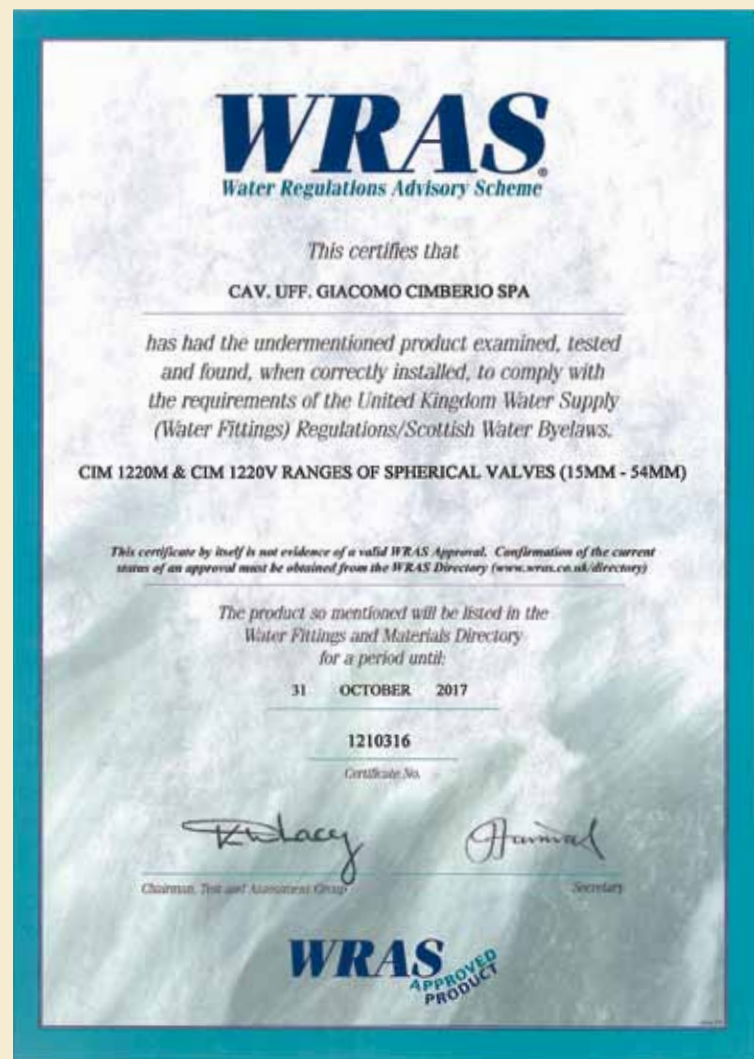 WRAS®
Water Regulations Advisory Scheme
This certifies that
CAV. UFF. GIACOMO CIMBERIO SPA
has had the undermentioned product examined, tested
and found, when correctly installed, to comply with
the requirements of the United Kingdom Water Supply
(Water Fittings) Regulations/Scottish Water Byelaws.
CIM 1220M & CIM 1220V RANGES OF SPHERICAL VALVES (15MM - 54MM)
This certificate by itself is not evidence of a valid WRAS Approval. Confirmation of the current
status of an approval must be obtained from the WRAS Directory (www.wras.co.uk/directory)
The product so mentioned will be listed in the
Water Fittings and Materials Directory
for a period until:
31 OCTOBER 2017
1210316
Certificate No.
Chairman, Test and Assessment Group
Secretary
WRAS
APPROVED
PRODUCT